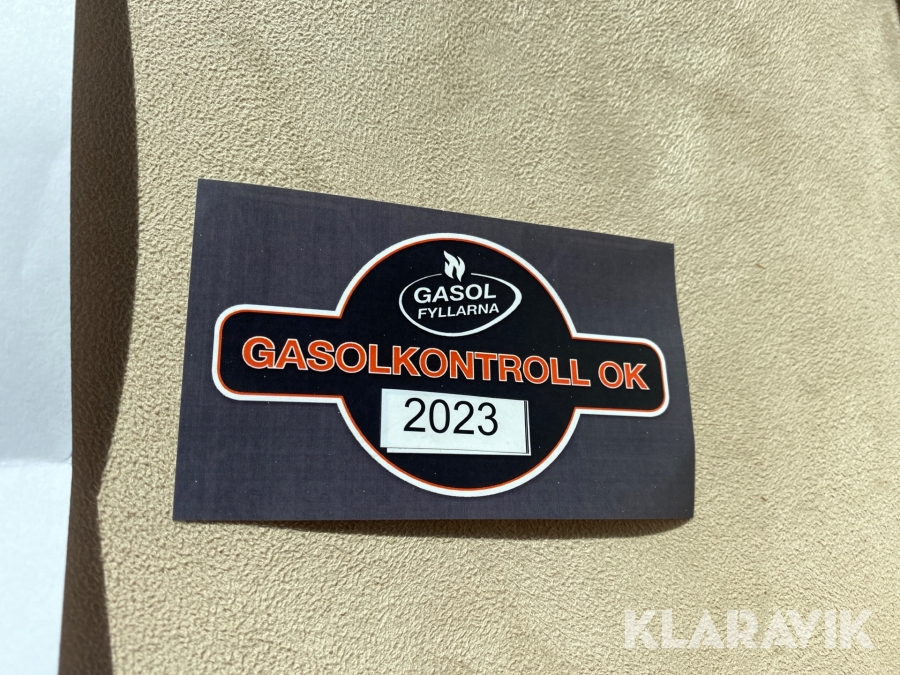 GASOL
FYLLARNA
GASOLKONTROLL OK
2023
KLARAVIK